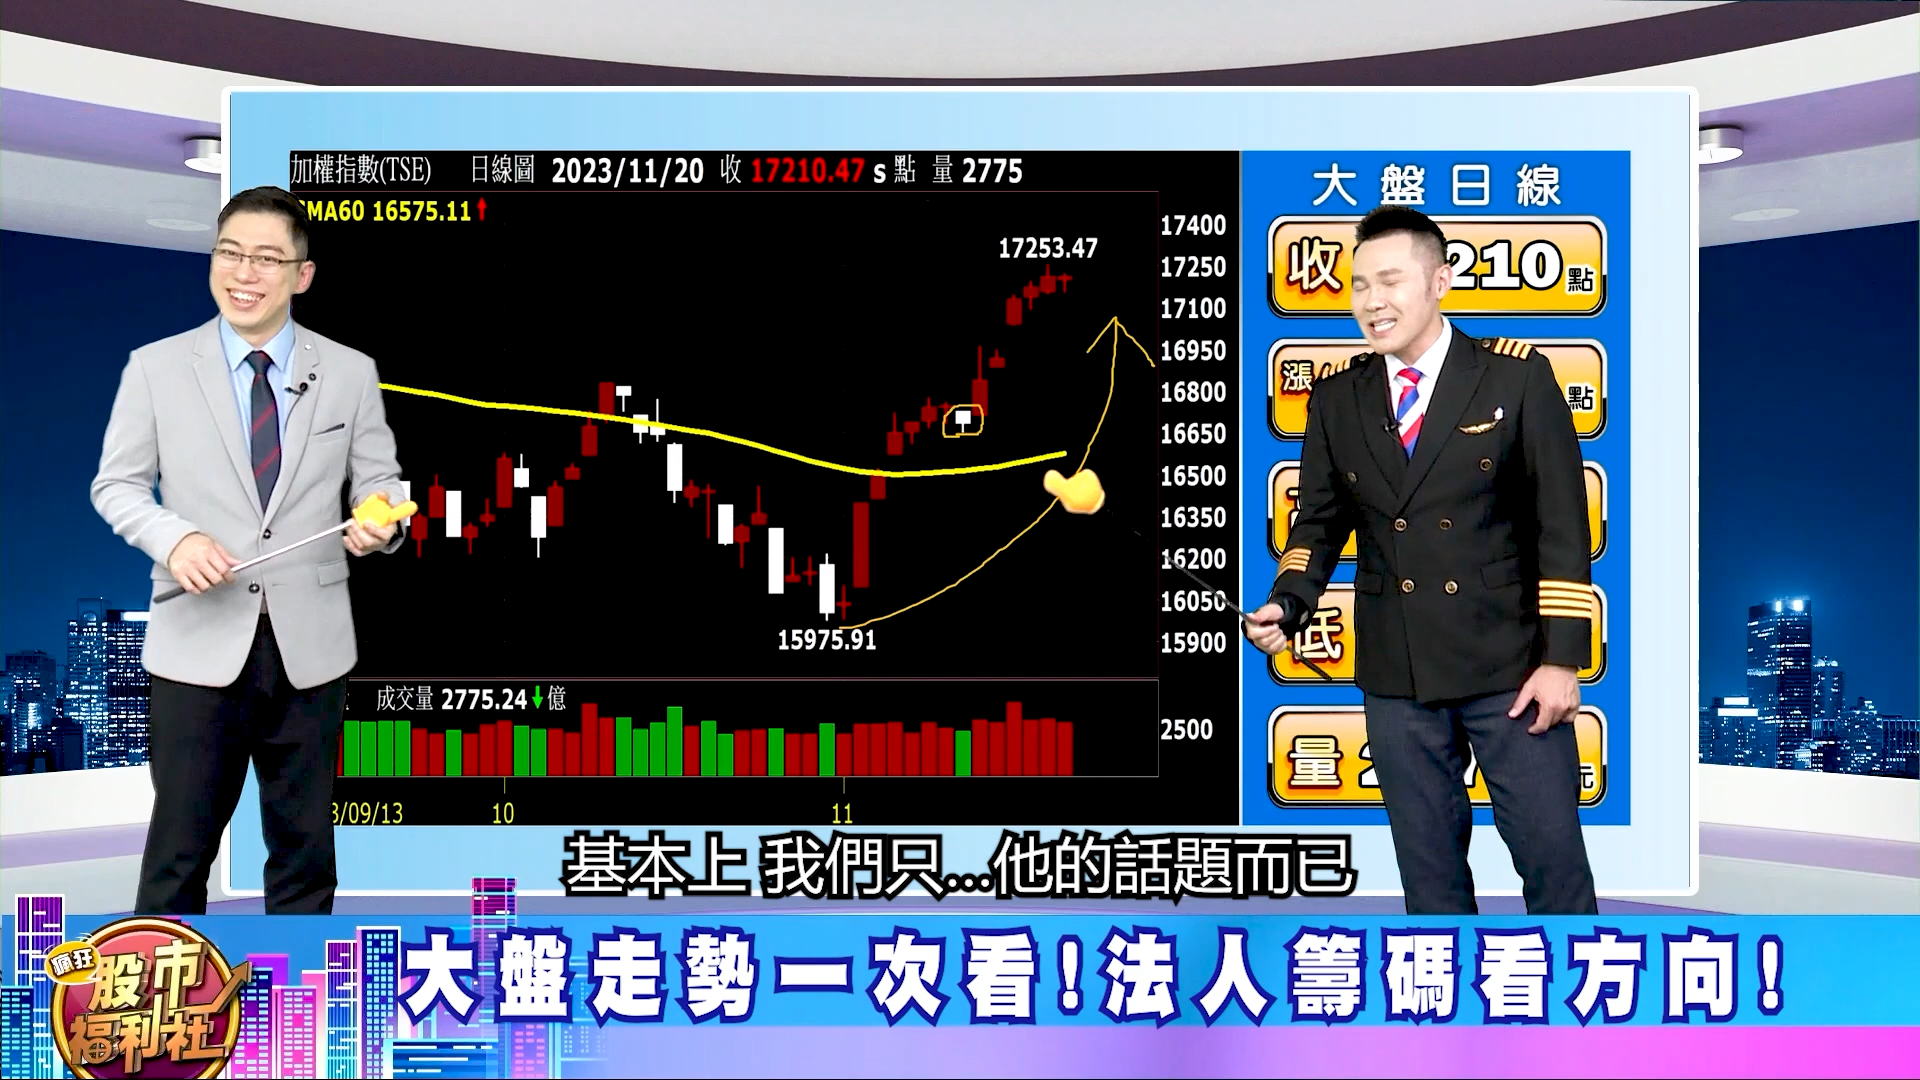 加權指數(TSE) 日線圖 2023/11/20 收 17210.47 s 點 量 2775
SMA60 16575.11
17253.47
15975.91
17400
17250
17100
16950
16800
16650
16500
16350
16200
16050
15900
成交量 2775.24 億
2500
3/09/13 10 11
大盤日線
收 210 點
漲 點
低
量
基本上 我們只...他的話題而已
大盤走勢一次看!法人籌碼看方向!
瘋狂
股市
福利社